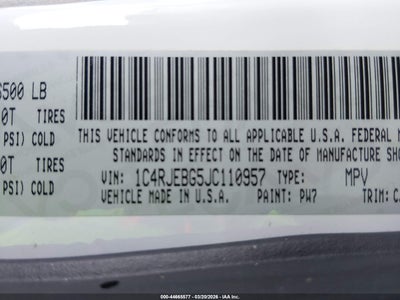 6500 LB
0T TIRES
PSI) COLD
0T TIRES
PSI) COLD
THIS VEHICLE CONFORMS TO ALL APPLICABLE U.S.A. FEDERAL M
STANDARDS IN EFFECT ON THE DATE OF MANUFACTURE SHO
VIN: 1C4RJEBG5JC110957 TYPE: MPV
VEHICLE MADE IN U.S.A. PAINT: PW7 TRIM: C
000-44665577 - 03/20/2026 - IAA Inc.